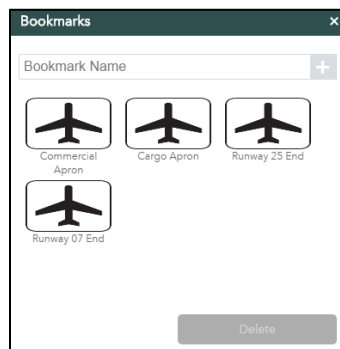 Bookmarks ×
Bookmark Name +
Commercial
Apron
Cargo Apron
Runway 25 End
Runway 07 End
Delete